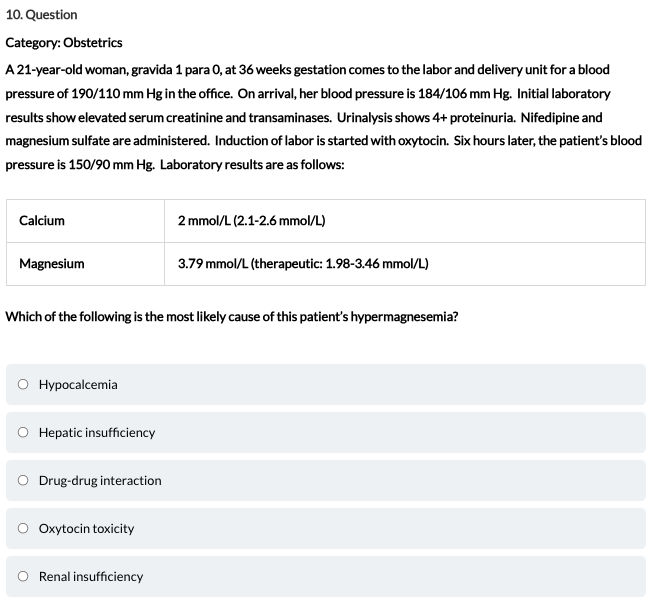 10. Question
Category: Obstetrics
A 21-year-old woman, gravida 1 para 0, at 36 weeks gestation comes to the labor and delivery unit for a blood
pressure of 190/110 mm Hg in the office.  On arrival, her blood pressure is 184/106 mm Hg.  Initial laboratory
results show elevated serum creatinine and transaminases.  Urinalysis shows 4+ proteinuria.  Nifedipine and
magnesium sulfate are administered.  Induction of labor is started with oxytocin.  Six hours later, the patient's blood
pressure is 150/90 mm Hg.  Laboratory results are as follows:
Calcium 2 mmol/L (2.1-2.6 mmol/L)
Magnesium 3.79 mmol/L (therapeutic: 1.98-3.46 mmol/L)
Which of the following is the most likely cause of this patient's hypermagnesemia?
Hypocalcemia
Hepatic insufficiency
Drug-drug interaction
Oxytocin toxicity
Renal insufficiency